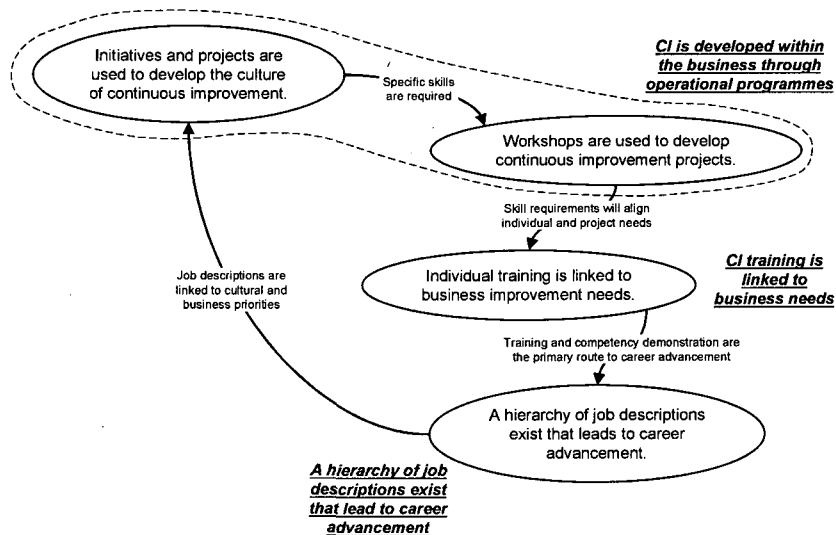 Initiatives and projects are
used to develop the culture
of continuous improvement.
Specific skills
are required
CI is developed within
the business through
operational programmes
Workshops are used to develop
continuous improvement projects.
Skill requirements will align
individual and project needs
Individual training is linked to
business improvement needs.
CI training is
linked to
business needs
Job descriptions are
linked to cultural and
business priorities
Training and competency demonstration are
the primary route to career advancement
A hierarchy of job descriptions
exist that leads to career
advancement.
A hierarchy of job
descriptions exist
that lead to career
advancement